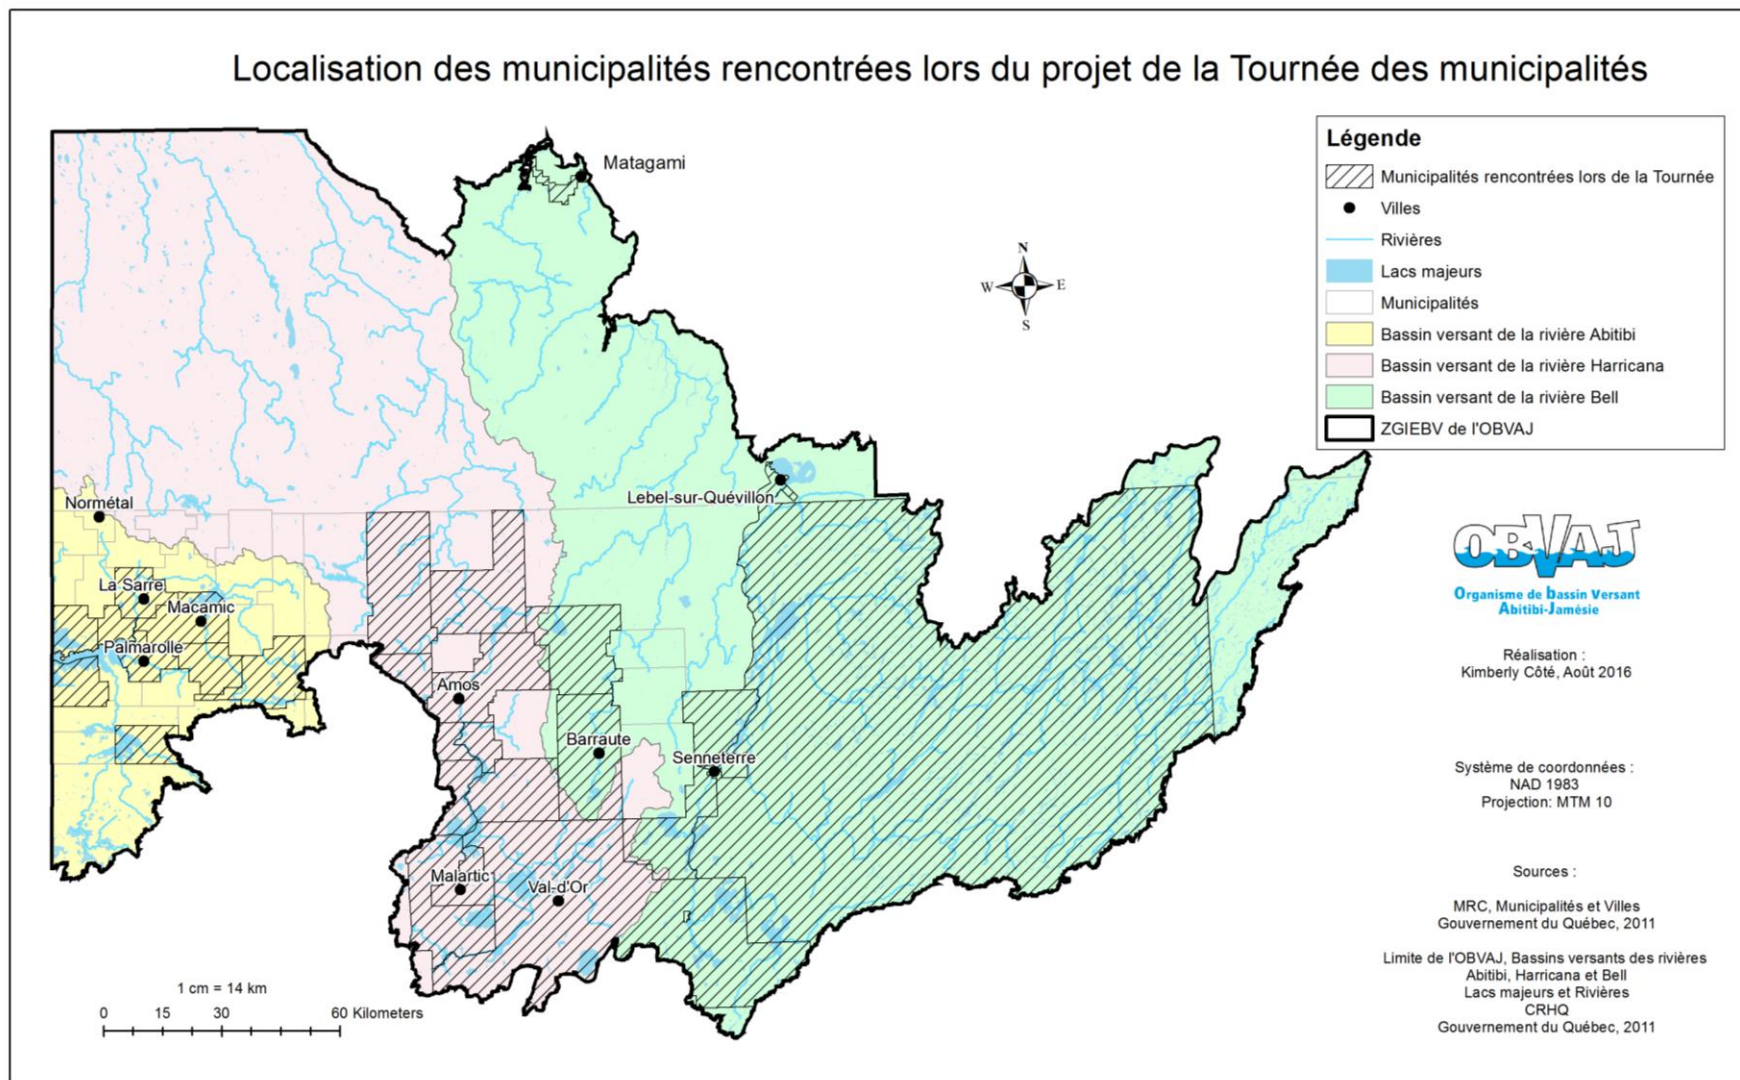 Localisation des municipalités rencontrées lors du projet de la Tournée des municipalités
Légende
Municipalités rencontrées lors de la Tournée
Villes
Rivières
Lacs majeurs
Municipalités
Bassin versant de la rivière Abitibi
Bassin versant de la rivière Harricana
Bassin versant de la rivière Bell
ZGIEBV de l'OBVAJ
Matagami
N
W
E
S
Lebel-sur-Quévillon
Normétal
La Sarre
Macamic
Palmarolle
Amos
Barraute
Senneterre
Malartic
Val-d'Or
OBVAJ
Organisme de bassin versant
Abitibi-Jamésie
Réalisation :
Kimberly Côté, Août 2016
Système de coordonnées :
NAD 1983
Projection: MTM 10
Sources :
MRC, Municipalités et Villes
Gouvernement du Québec, 2011
Limite de l'OBVAJ, Bassins versants des rivières
Abitibi, Harricana et Bell
Lacs majeurs et Rivières
CRHQ
Gouvernement du Québec, 2011
1 cm = 14 km
0 15 30 60 Kilometers